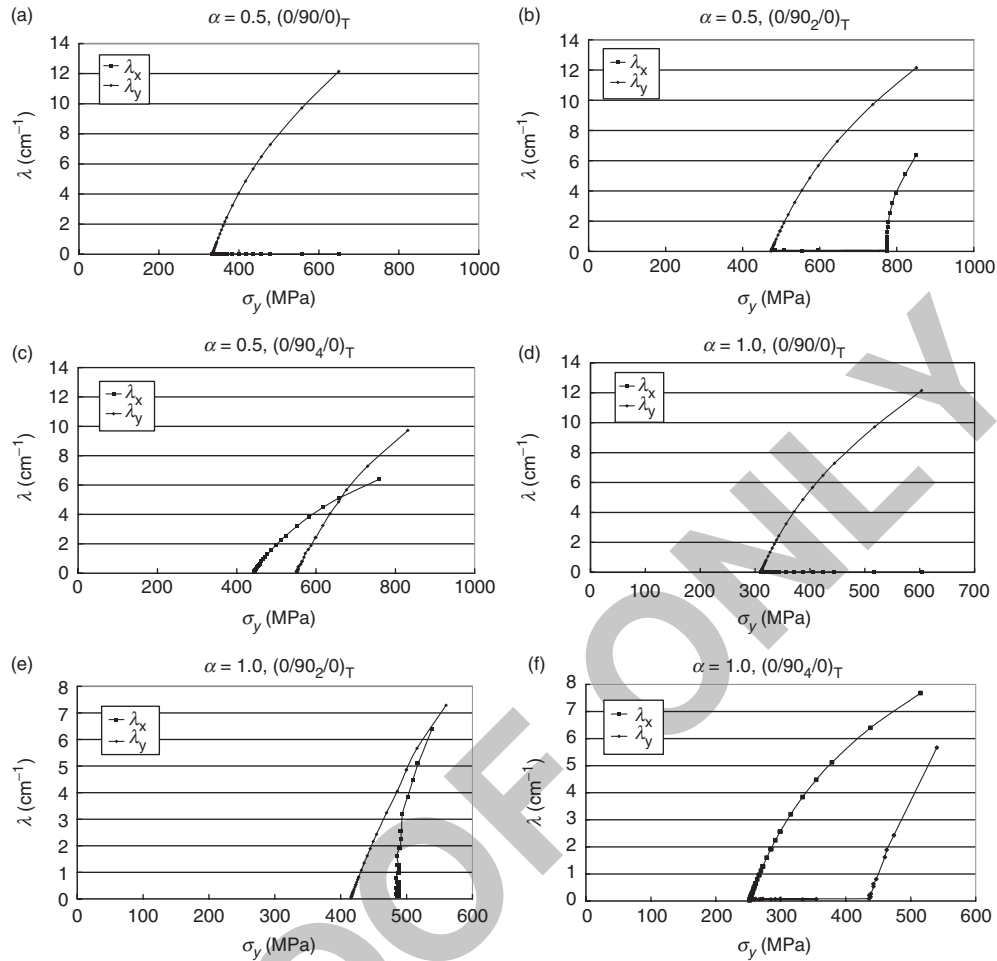 (a) α = 0.5, (0/90/0)T
14
12
10
8
6
4
2
0
λ (cm⁻¹)
λx
λy
0 200 400 600 800 1000
σy (MPa)
(b) α = 0.5, (0/90₂/0)T
14
12
10
8
6
4
2
0
λ (cm⁻¹)
λx
λy
0 200 400 600 800 1000
σy (MPa)
(c) α = 0.5, (0/90₄/0)T
14
12
10
8
6
4
2
0
λ (cm⁻¹)
λx
λy
0 200 400 600 800 1000
σy (MPa)
(d) α = 1.0, (0/90/0)T
14
12
10
8
6
4
2
0
λ (cm⁻¹)
λx
λy
0 100 200 300 400 500 600 700
σy (MPa)
(e) α = 1.0, (0/90₂/0)T
8
7
6
5
4
3
2
1
0
λ (cm⁻¹)
λx
λy
0 100 200 300 400 500 600
σy (MPa)
(f) α = 1.0, (0/90₄/0)T
8
7
6
5
4
3
2
1
0
λ (cm⁻¹)
λx
λy
0 100 200 300 400 500 600
σy (MPa)
OOF ONLY